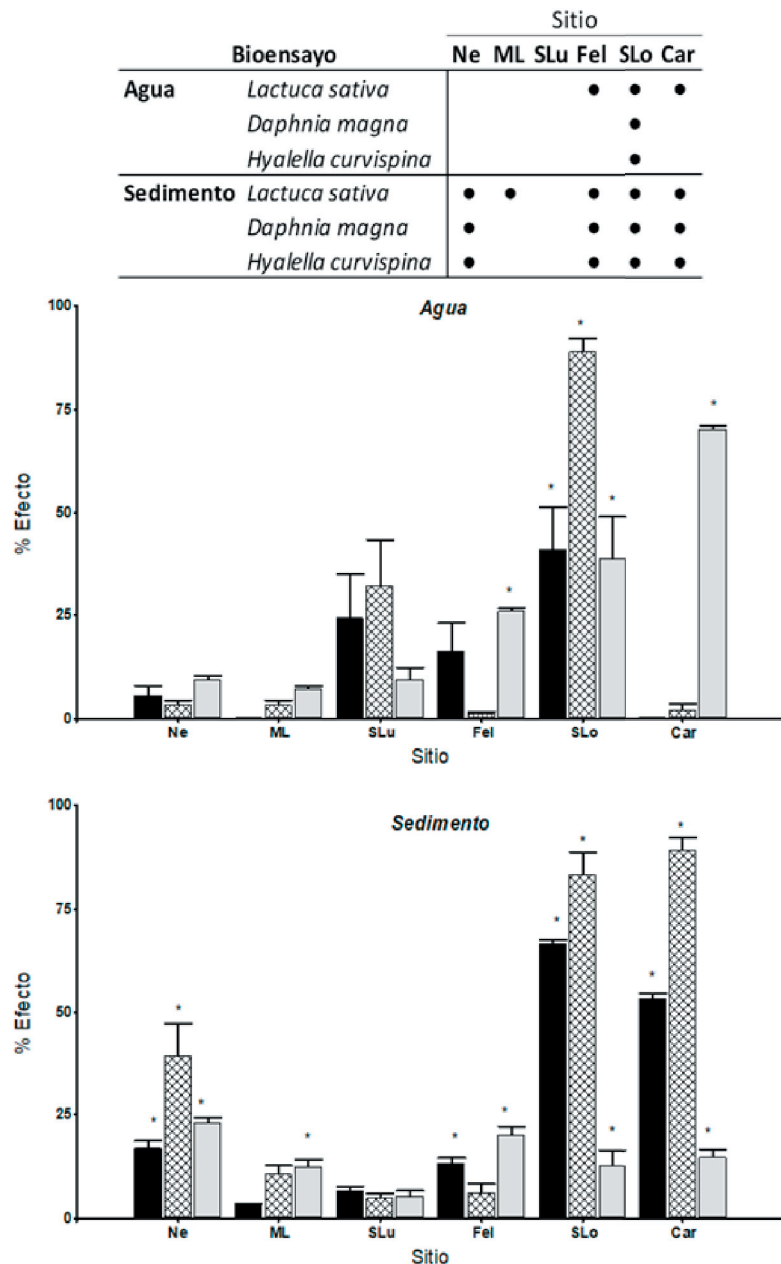 Sitio
Bioensayo Ne ML SLu Fel SLo Car
Agua Lactuca sativa • • •
Daphnia magna •
Hyalella curvispina •
Sedimento Lactuca sativa • • • • •
Daphnia magna • • • •
Hyalella curvispina • • • •
Agua
100
75
50
25
0
% Efecto
* * * * *
Ne ML SLu Fel SLo Car
Sitio
Sedimento
100
75
50
25
0
% Efecto
* * * * * * * * * * * *
Ne ML SLu Fel SLo Car
Sitio